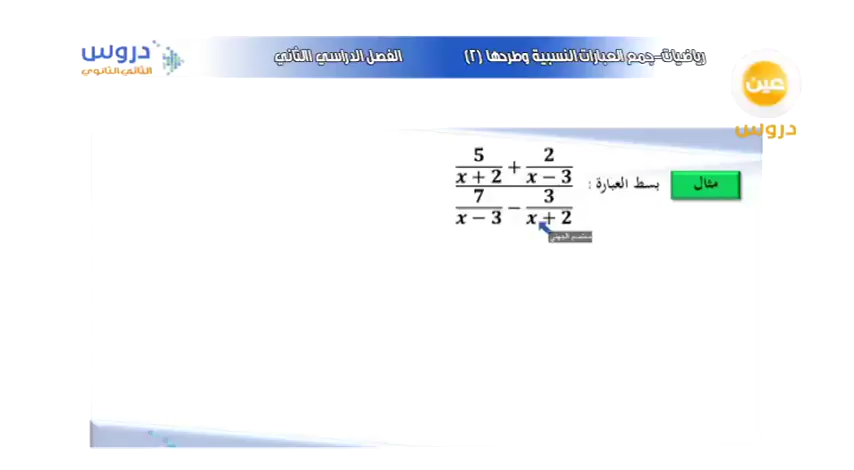 رياضيات-جمع العبارات النسبية وطردها (٢) الفصل الدراسي الثاني
دروس
الثاني الثانوي
عين
دروس
مثال بسط العبارة :
5/(x + 2) + 2/(x − 3)
7/(x − 3) − 3/(x + 2)